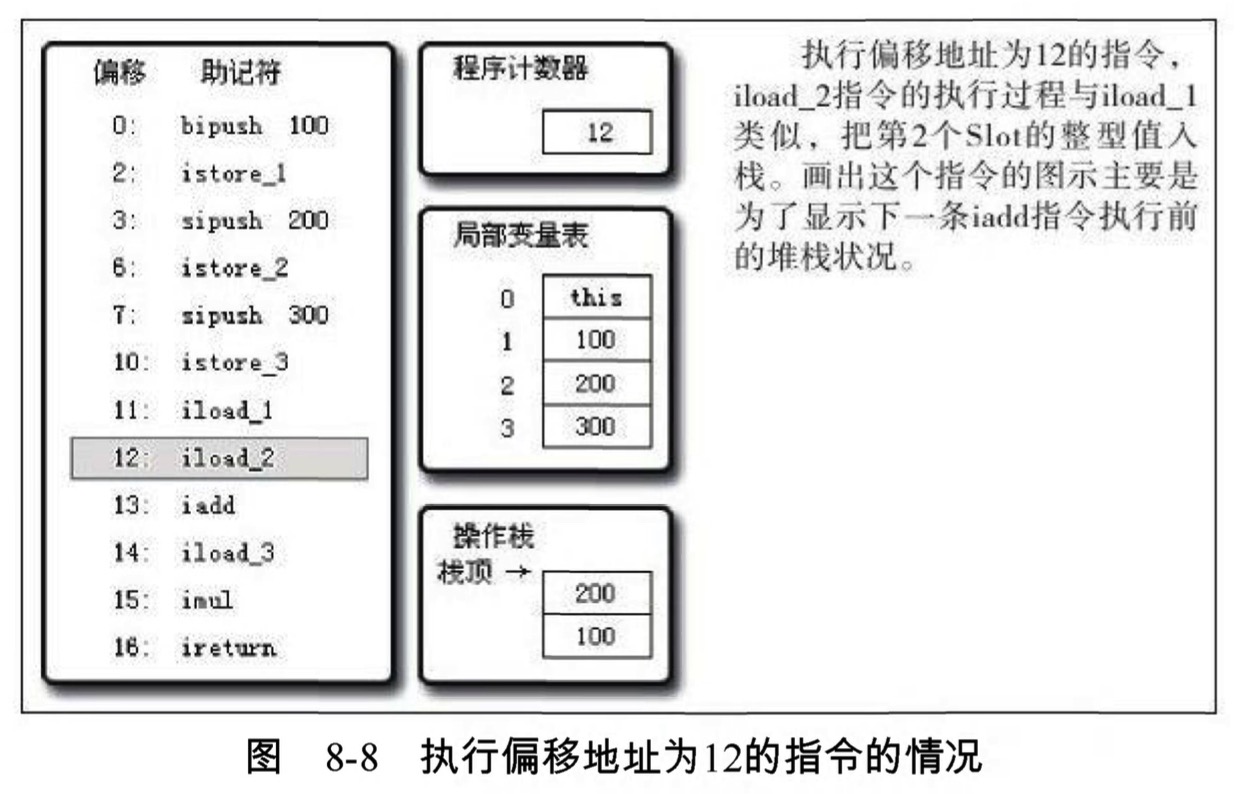 偏移 助记符
0: bipush 100
2: istore_1
3: sipush 200
6: istore_2
7: sipush 300
10: istore_3
11: iload_1
12: iload_2
13: iadd
14: iload_3
15: imul
16: ireturn
程序计数器
12
局部变量表
0 this
1 100
2 200
3 300
操作栈
栈顶 →
200
100
执行偏移地址为12的指令，
iload_2指令的执行过程与iload_1
类似，把第2个Slot的整型值入
栈。画出这个指令的图示主要是
为了显示下一条iadd指令执行前
的堆栈状况。
图 8-8 执行偏移地址为12的指令的情况